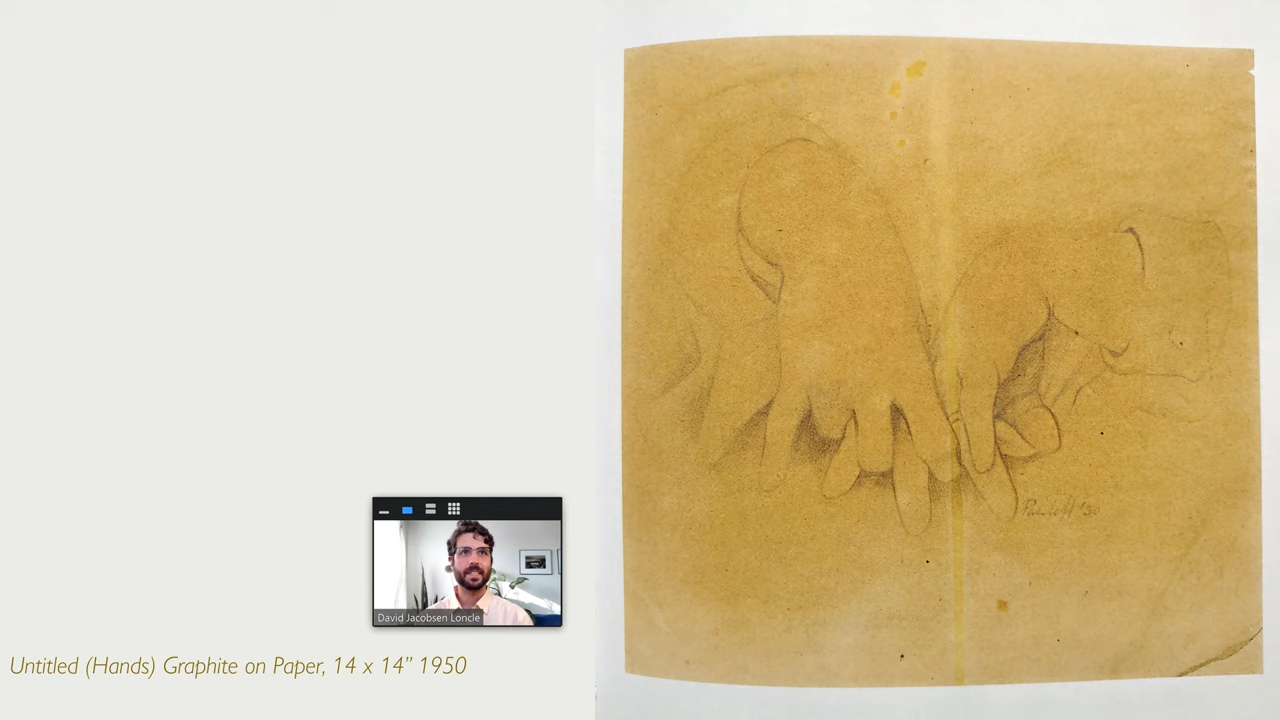 David Jacobsen Loncle
Untitled (Hands) Graphite on Paper, 14 x 14” 1950